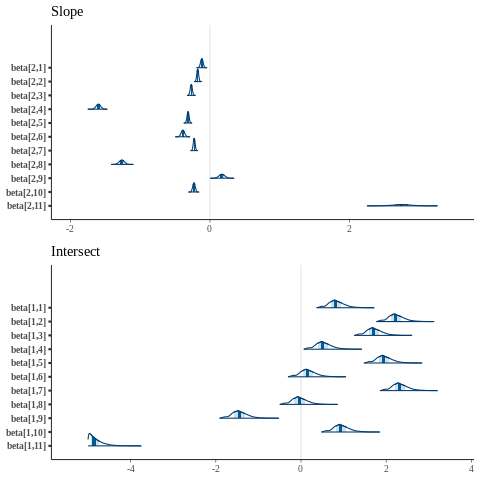 Slope
beta[2,1]
beta[2,2]
beta[2,3]
beta[2,4]
beta[2,5]
beta[2,6]
beta[2,7]
beta[2,8]
beta[2,9]
beta[2,10]
beta[2,11]
-2 0 2
Intersect
beta[1,1]
beta[1,2]
beta[1,3]
beta[1,4]
beta[1,5]
beta[1,6]
beta[1,7]
beta[1,8]
beta[1,9]
beta[1,10]
beta[1,11]
-4 -2 0 2 4